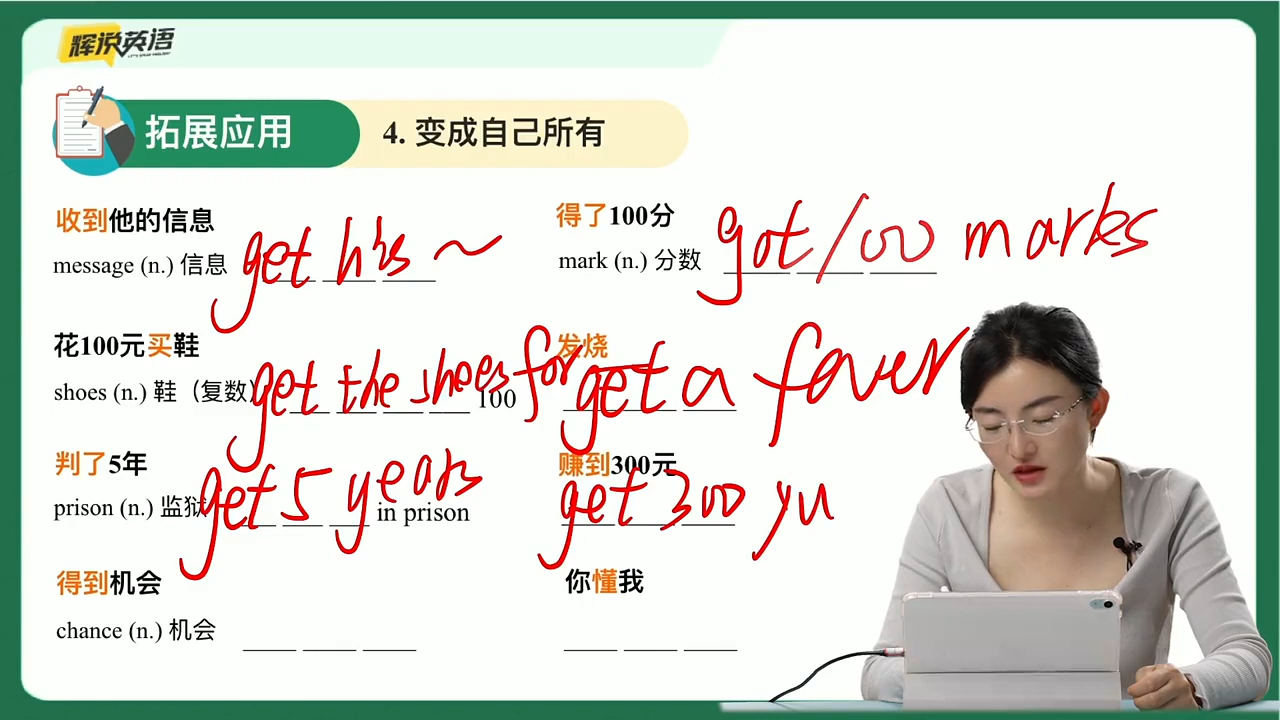 辉说英语
拓展应用
4. 变成自己所有
收到他的信息
message (n.) 信息 get his ~
得了100分
mark (n.) 分数 got 100 marks
花100元买鞋
shoes (n.) 鞋（复数） get the shoes for 100
发烧
get a fever
判了5年
prison (n.) 监狱 get 5 years in prison
赚到300元
get 300 yu
得到机会
chance (n.) 机会
你懂我